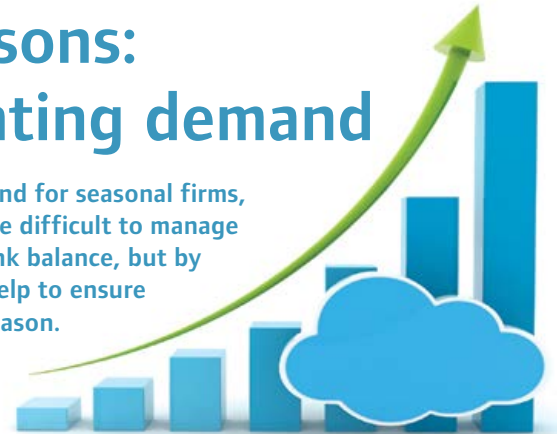 sons:
ting demand
nd for seasonal firms,
e difficult to manage
nk balance, but by
elp to ensure
ason.